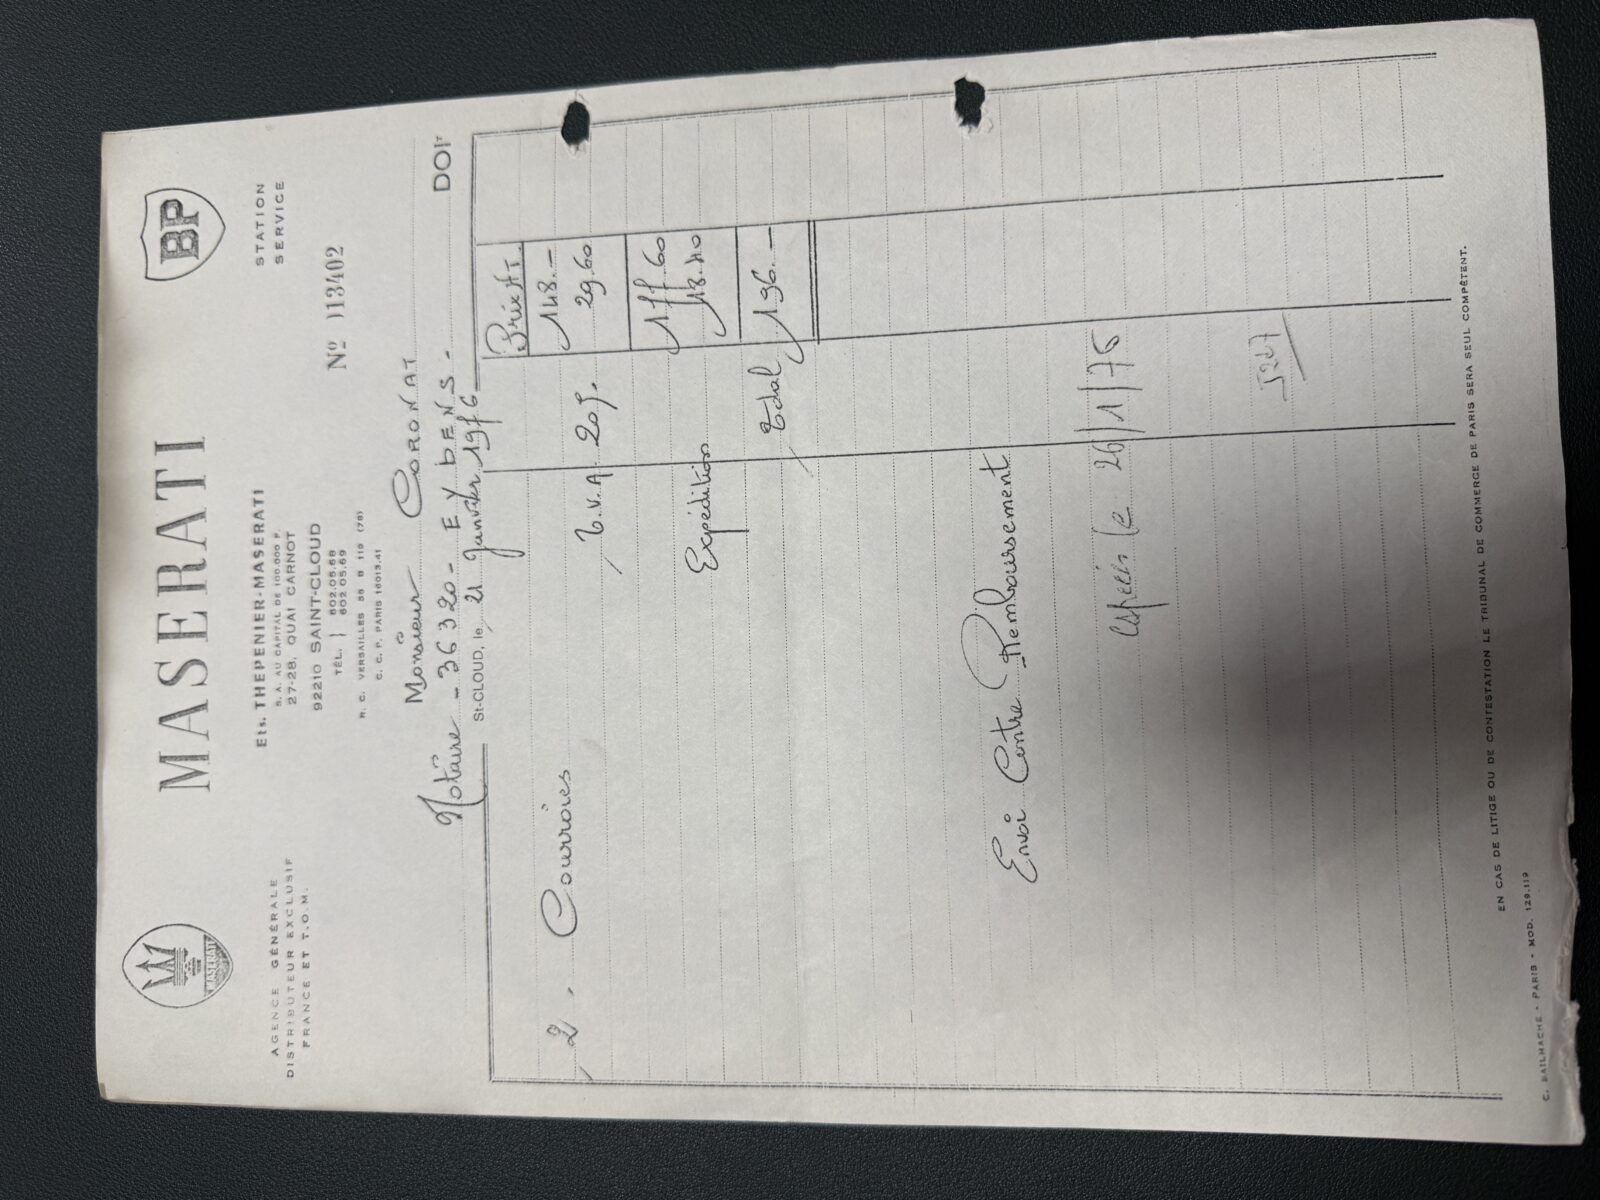 MASERATI
MASERATI
BP
AGENCE GÉNÉRALE
DISTRIBUTEUR EXCLUSIF
FRANCE ET T.O.M.
Ets. THEPENIER-MASERATI
S.A. AU CAPITAL DE 100.000 F.
27-28, QUAI CARNOT
92210 SAINT-CLOUD
TÉL. } 602.05.68
602.05.69
R. C. VERSAILLES 56 B 119 (78)
C. C. P. PARIS 16013.41
STATION
SERVICE
Nº 113402
Monsieur CORONAT
Notaire - 36320 - EYBENS.
St-CLOUD, le 21 Janvier 1976
DOIT
Prix HT.
2. Courroies 148.-
T.V.A. 20%. 29.60
177.60
Expédition 18.40
Total 196.-
Envoi Contre Remboursement
Expédié le 26/1/76
5227
EN CAS DE LITIGE OU DE CONTESTATION LE TRIBUNAL DE COMMERCE DE PARIS SERA SEUL COMPÉTENT.
C. BAILHACHE - PARIS - MOD. 129.119